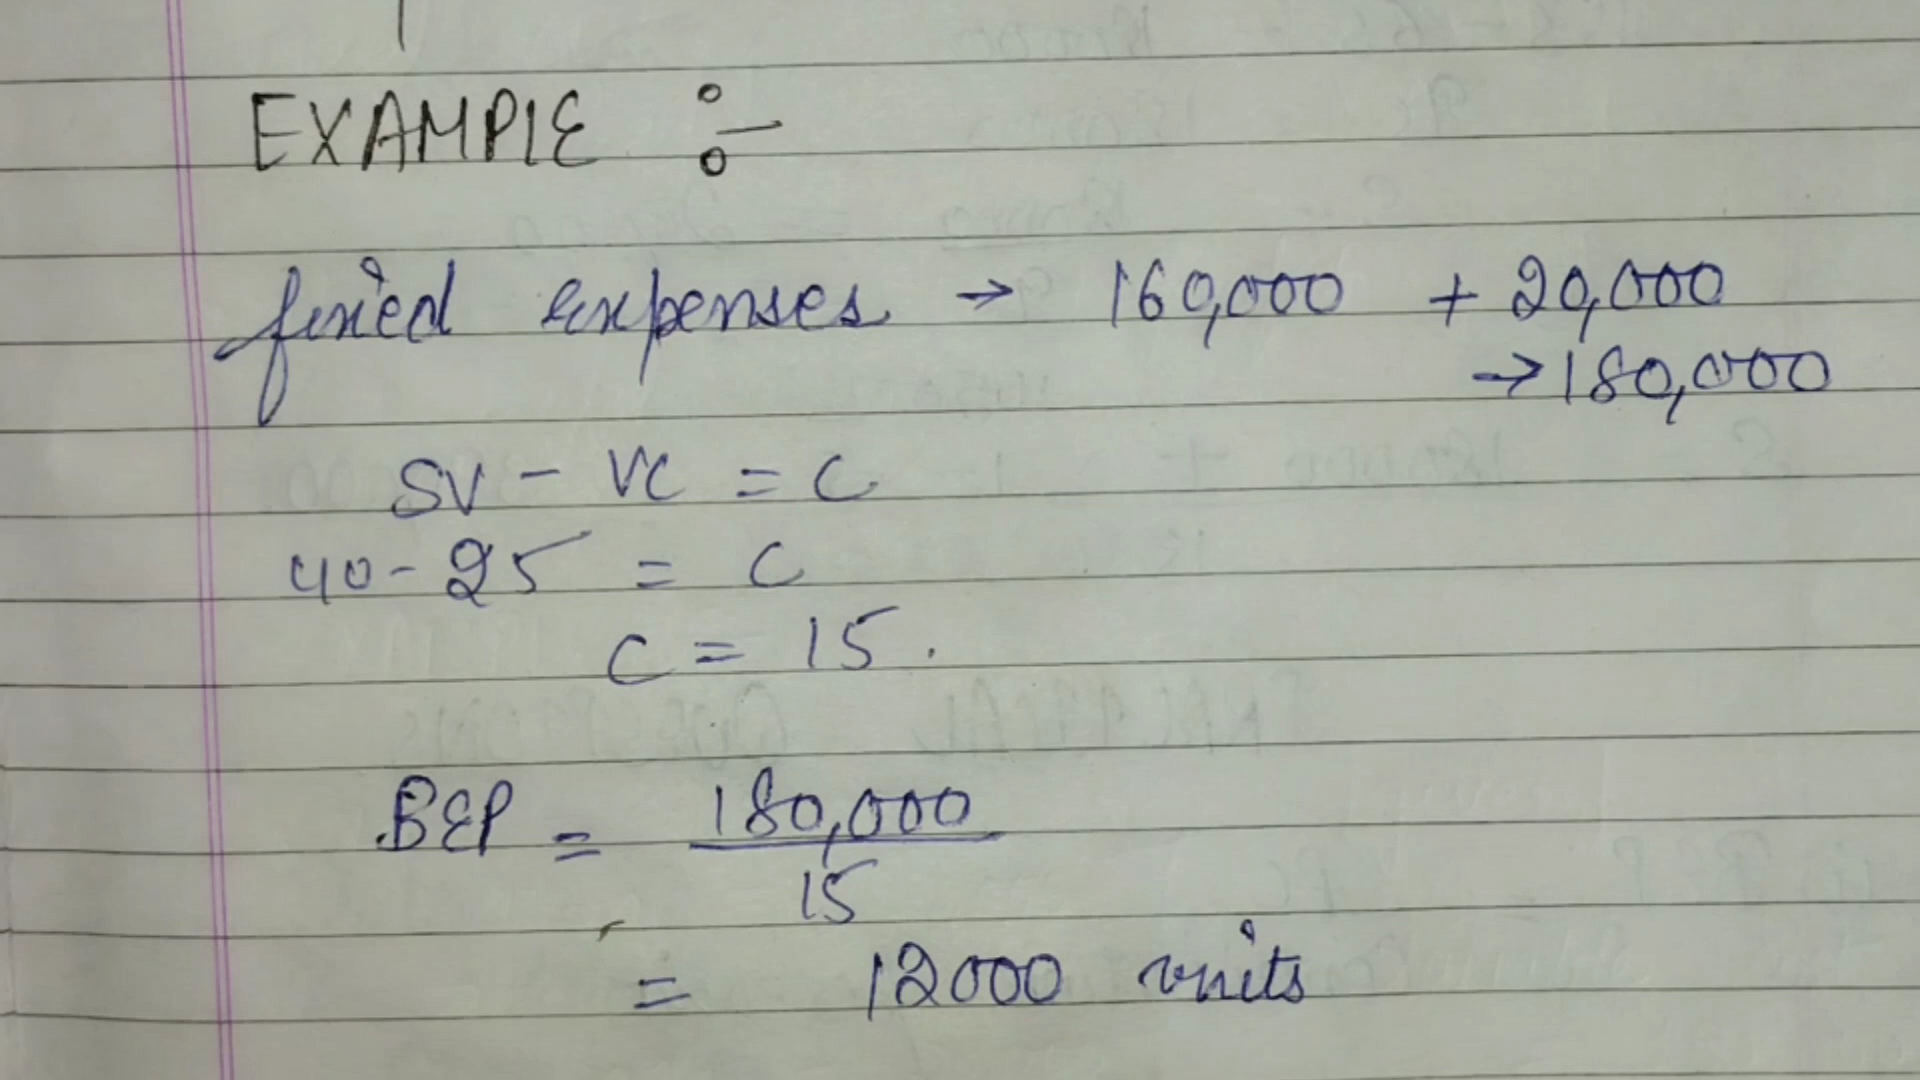 EXAMPLE :-
fixed expenses → 160,000 + 20,000
→ 180,000
SV - VC = C
40 - 25 = C
C = 15.
BEP = 180,000
15
= 12000 units